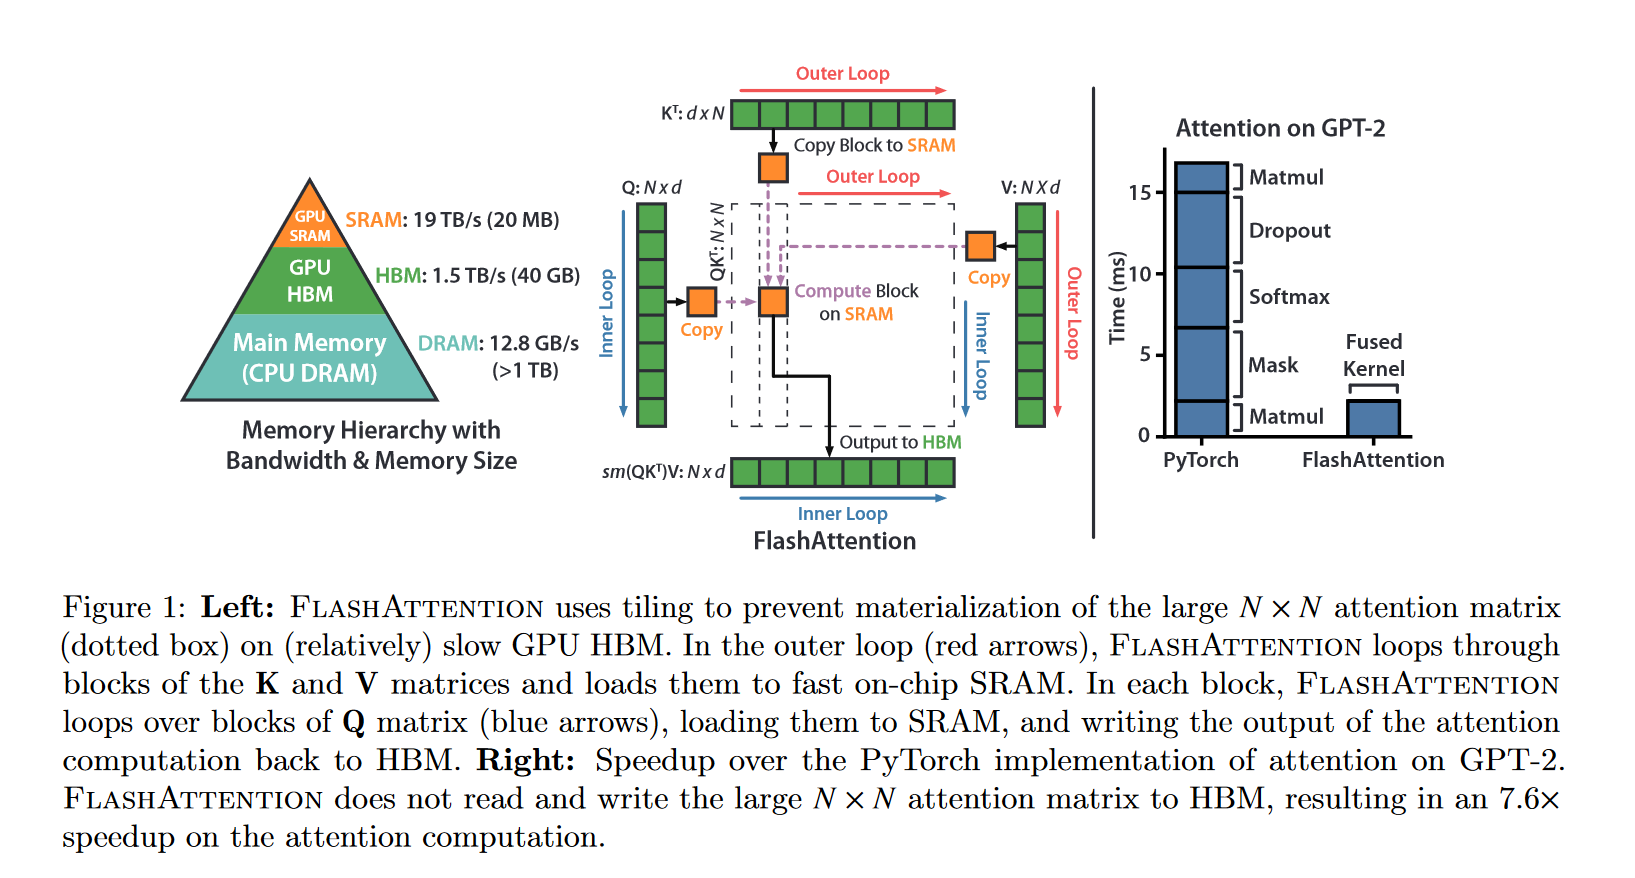 GPU
SRAM
SRAM: 19 TB/s (20 MB)
GPU
HBM
HBM: 1.5 TB/s (40 GB)
Main Memory
(CPU DRAM)
DRAM: 12.8 GB/s
(>1 TB)
Memory Hierarchy with
Bandwidth & Memory Size
Outer Loop
Kᵀ: d x N
Copy Block to SRAM
Outer Loop
Q: N x d
V: N X d
QKᵀ: N x N
Inner Loop
Copy
Compute Block
on SRAM
Copy
Inner Loop
Outer Loop
Output to HBM
sm(QKᵀ)V: N x d
Inner Loop
FlashAttention
Attention on GPT-2
Time (ms)
15
10
5
0
Matmul
Dropout
Softmax
Mask
Matmul
Fused
Kernel
PyTorch
FlashAttention
Figure 1: Left: FLASHATTENTION uses tiling to prevent materialization of the large N × N attention matrix
(dotted box) on (relatively) slow GPU HBM. In the outer loop (red arrows), FLASHATTENTION loops through
blocks of the K and V matrices and loads them to fast on-chip SRAM. In each block, FLASHATTENTION
loops over blocks of Q matrix (blue arrows), loading them to SRAM, and writing the output of the attention
computation back to HBM. Right: Speedup over the PyTorch implementation of attention on GPT-2.
FLASHATTENTION does not read and write the large N × N attention matrix to HBM, resulting in an 7.6×
speedup on the attention computation.